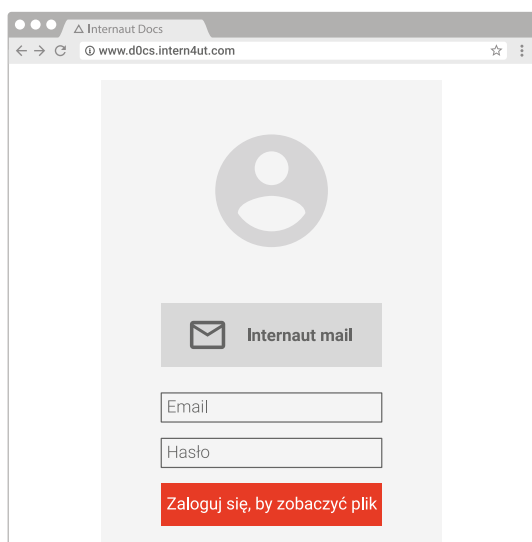 Internaut Docs
www.d0cs.intern4ut.com
Internaut mail
Email
Hasło
Zaloguj się, by zobaczyć plik